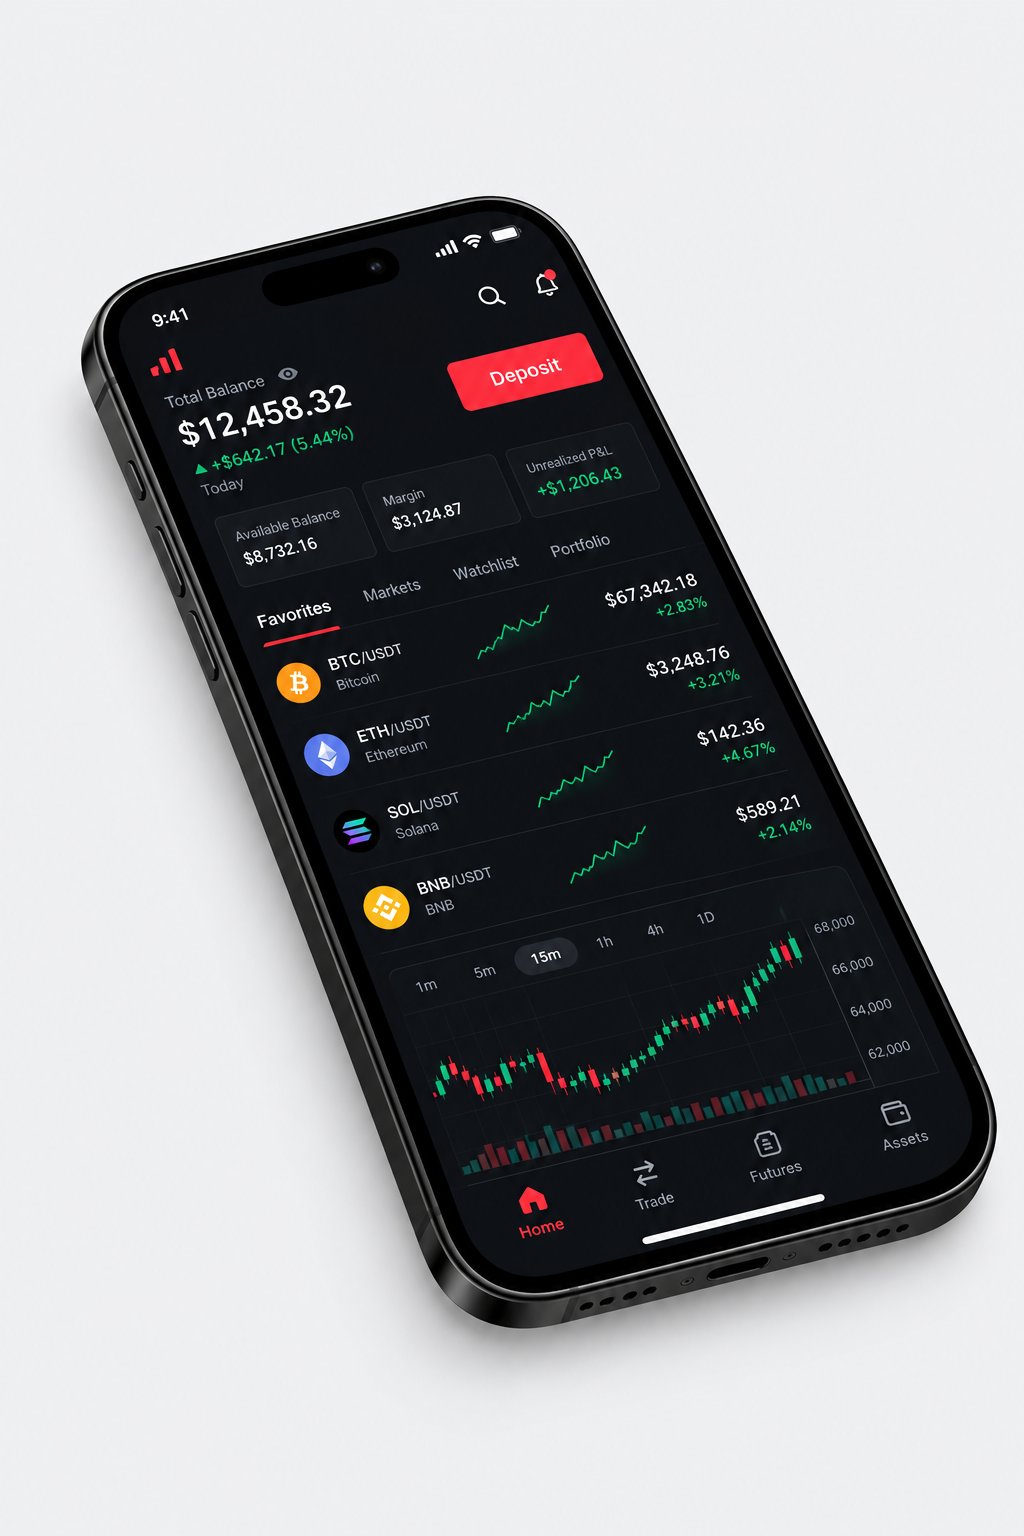 9:41
Total Balance
$12,458.32
▲ +$642.17 (5.44%)
Today
Deposit
Available Balance
$8,732.16
Margin
$3,124.87
Unrealized P&L
+$1,206.43
Favorites Markets Watchlist Portfolio
BTC/USDT
Bitcoin
$67,342.18
+2.83%
ETH/USDT
Ethereum
$3,248.76
+3.21%
SOL/USDT
Solana
$142.36
+4.67%
BNB/USDT
BNB
$589.21
+2.14%
1m 5m 15m 1h 4h 1D
68,000
66,000
64,000
62,000
Home Trade Futures Assets